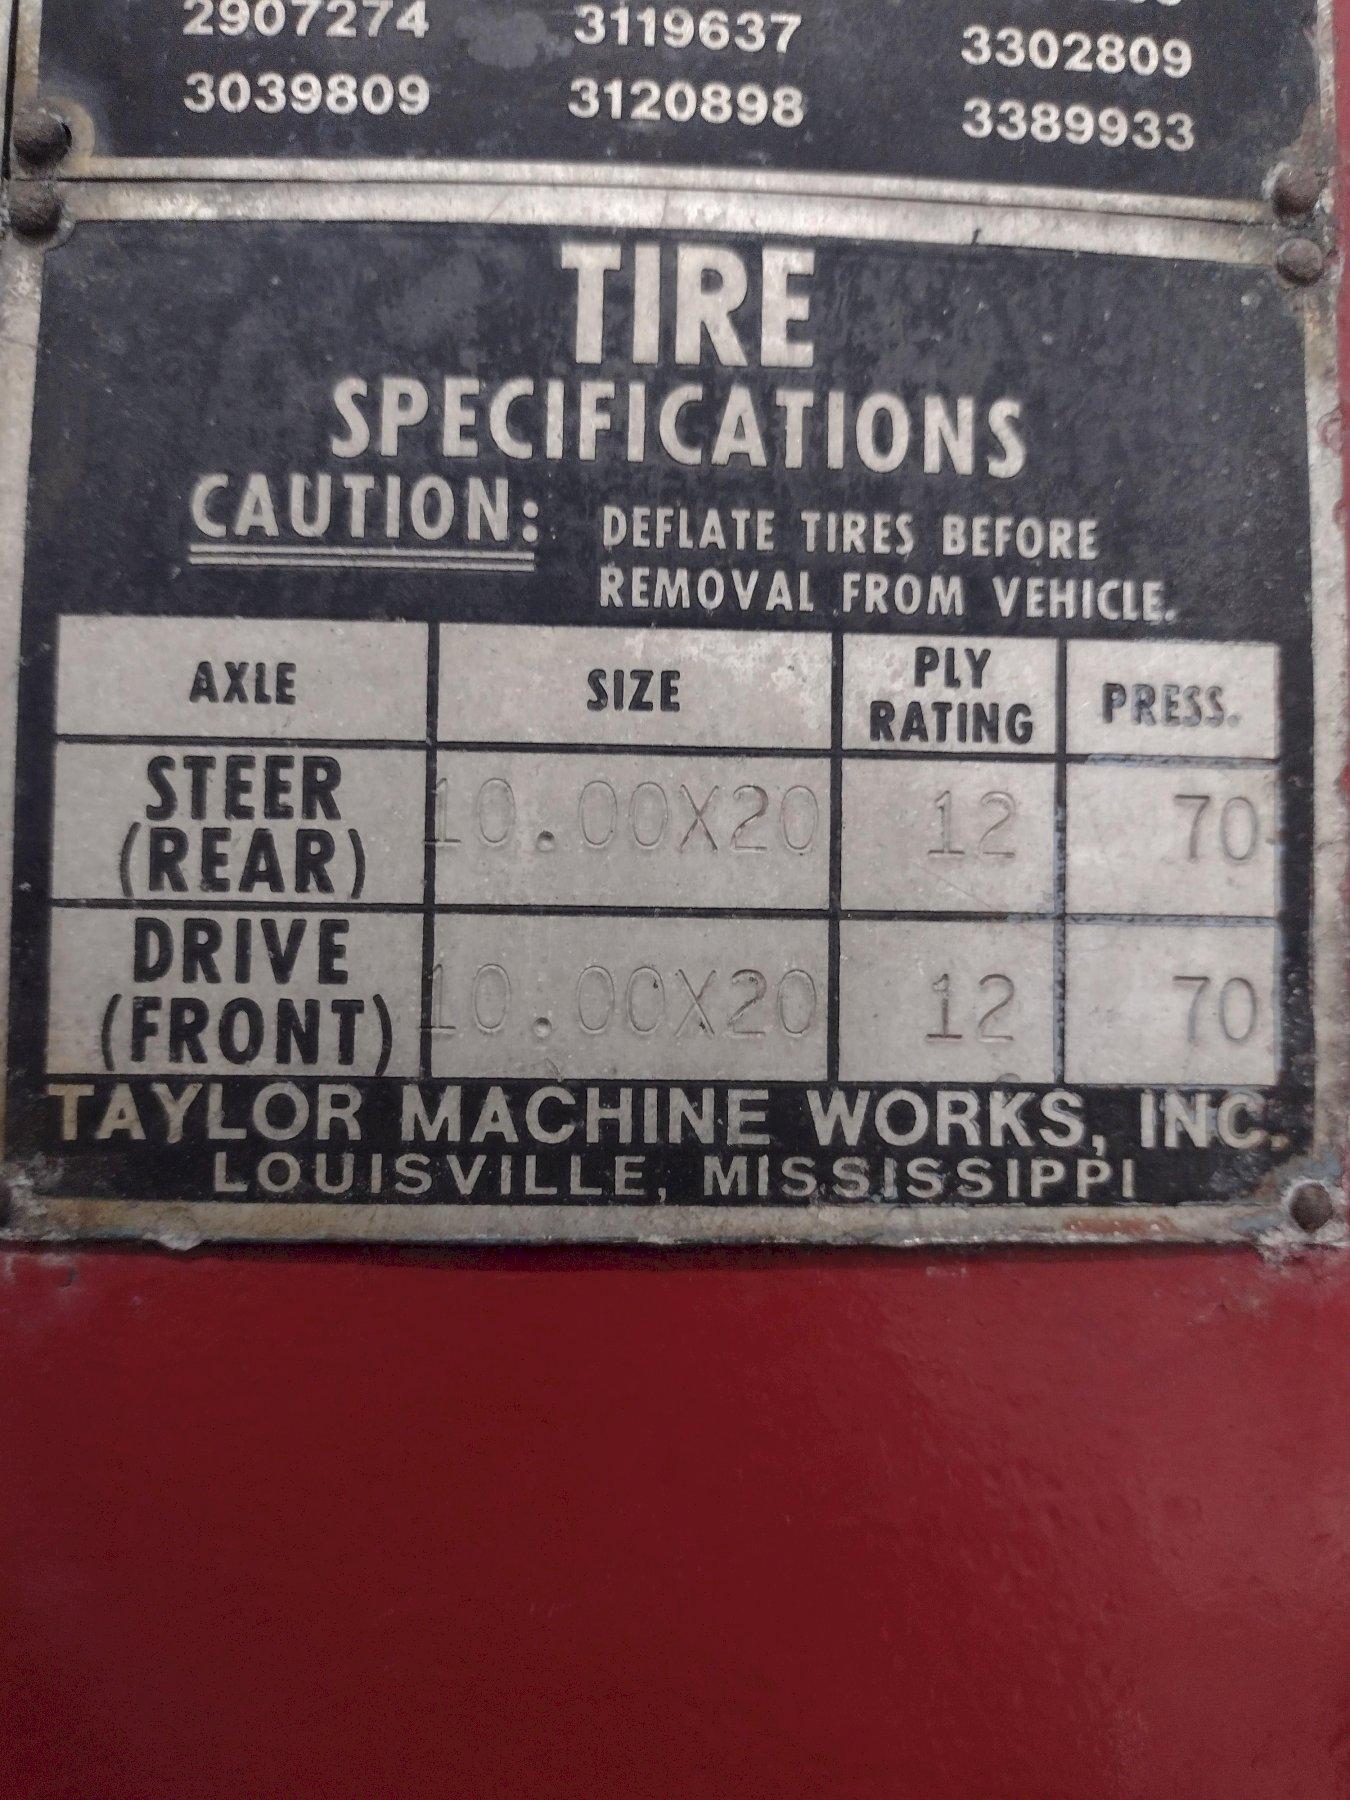 2907274 3119637
3302809
3039809 3120898 3389933
TIRE
SPECIFICATIONS
CAUTION: DEFLATE TIRES BEFORE
REMOVAL FROM VEHICLE.
AXLE SIZE PLY RATING PRESS.
STEER (REAR) 10.00X20 12 70
DRIVE (FRONT) 10.00X20 12 70
TAYLOR MACHINE WORKS, INC.
LOUISVILLE, MISSISSIPPI